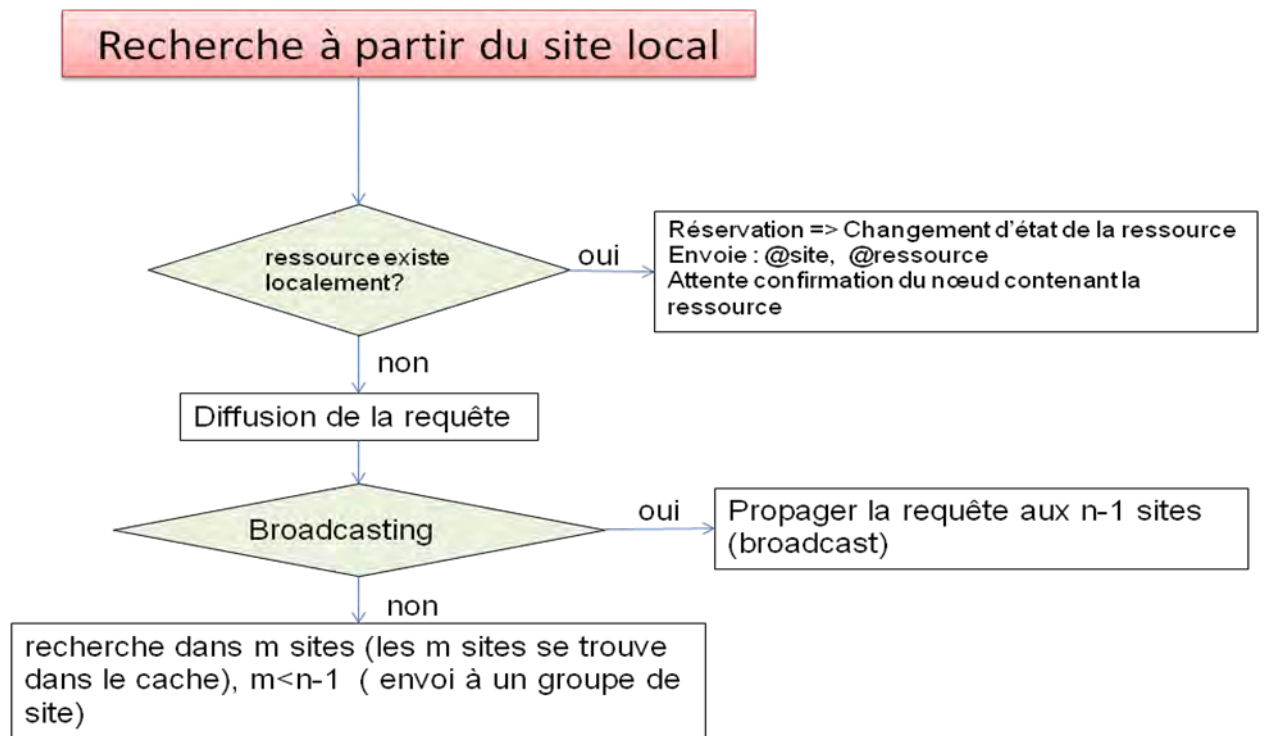 Recherche à partir du site local
ressource existe
localement?
oui
Réservation => Changement d'état de la ressource
Envoie : @site, @ressource
Attente confirmation du nœud contenant la
ressource
non
Diffusion de la requête
Broadcasting
oui
Propager la requête aux n-1 sites
(broadcast)
non
recherche dans m sites (les m sites se trouve
dans le cache), m<n-1 ( envoi à un groupe de
site)